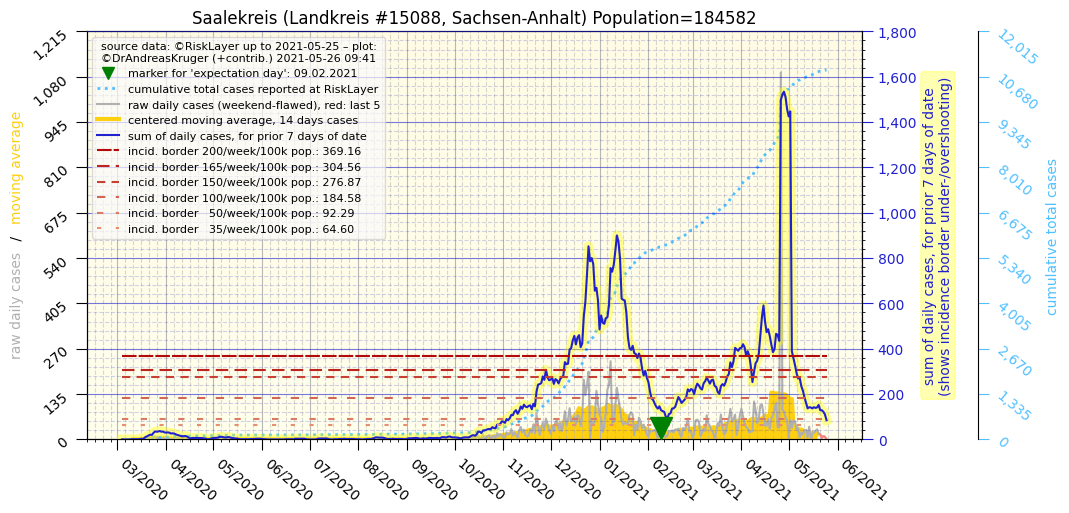 Saalekreis (Landkreis #15088, Sachsen-Anhalt) Population=184582
source data: ©RiskLayer up to 2021-05-25 – plot:
©DrAndreasKruger (+contrib.) 2021-05-26 09:41
marker for 'expectation day': 09.02.2021
cumulative total cases reported at RiskLayer
raw daily cases (weekend-flawed), red: last 5
centered moving average, 14 days cases
sum of daily cases, for prior 7 days of date
incid. border 200/week/100k pop.: 369.16
incid. border 165/week/100k pop.: 304.56
incid. border 150/week/100k pop.: 276.87
incid. border 100/week/100k pop.: 184.58
incid. border   50/week/100k pop.: 92.29
incid. border   35/week/100k pop.: 64.60
raw daily cases / moving average
1,215
1,080
945
810
675
540
405
270
135
0
03/2020
04/2020
05/2020
06/2020
07/2020
08/2020
09/2020
10/2020
11/2020
12/2020
01/2021
02/2021
03/2021
04/2021
05/2021
06/2021
1,800
1,600
1,400
1,200
1,000
800
600
400
200
0
sum of daily cases, for prior 7 days of date
(shows incidence border under-/overshooting)
12,015
10,680
9,345
8,010
6,675
5,340
4,005
2,670
1,335
0
cumulative total cases